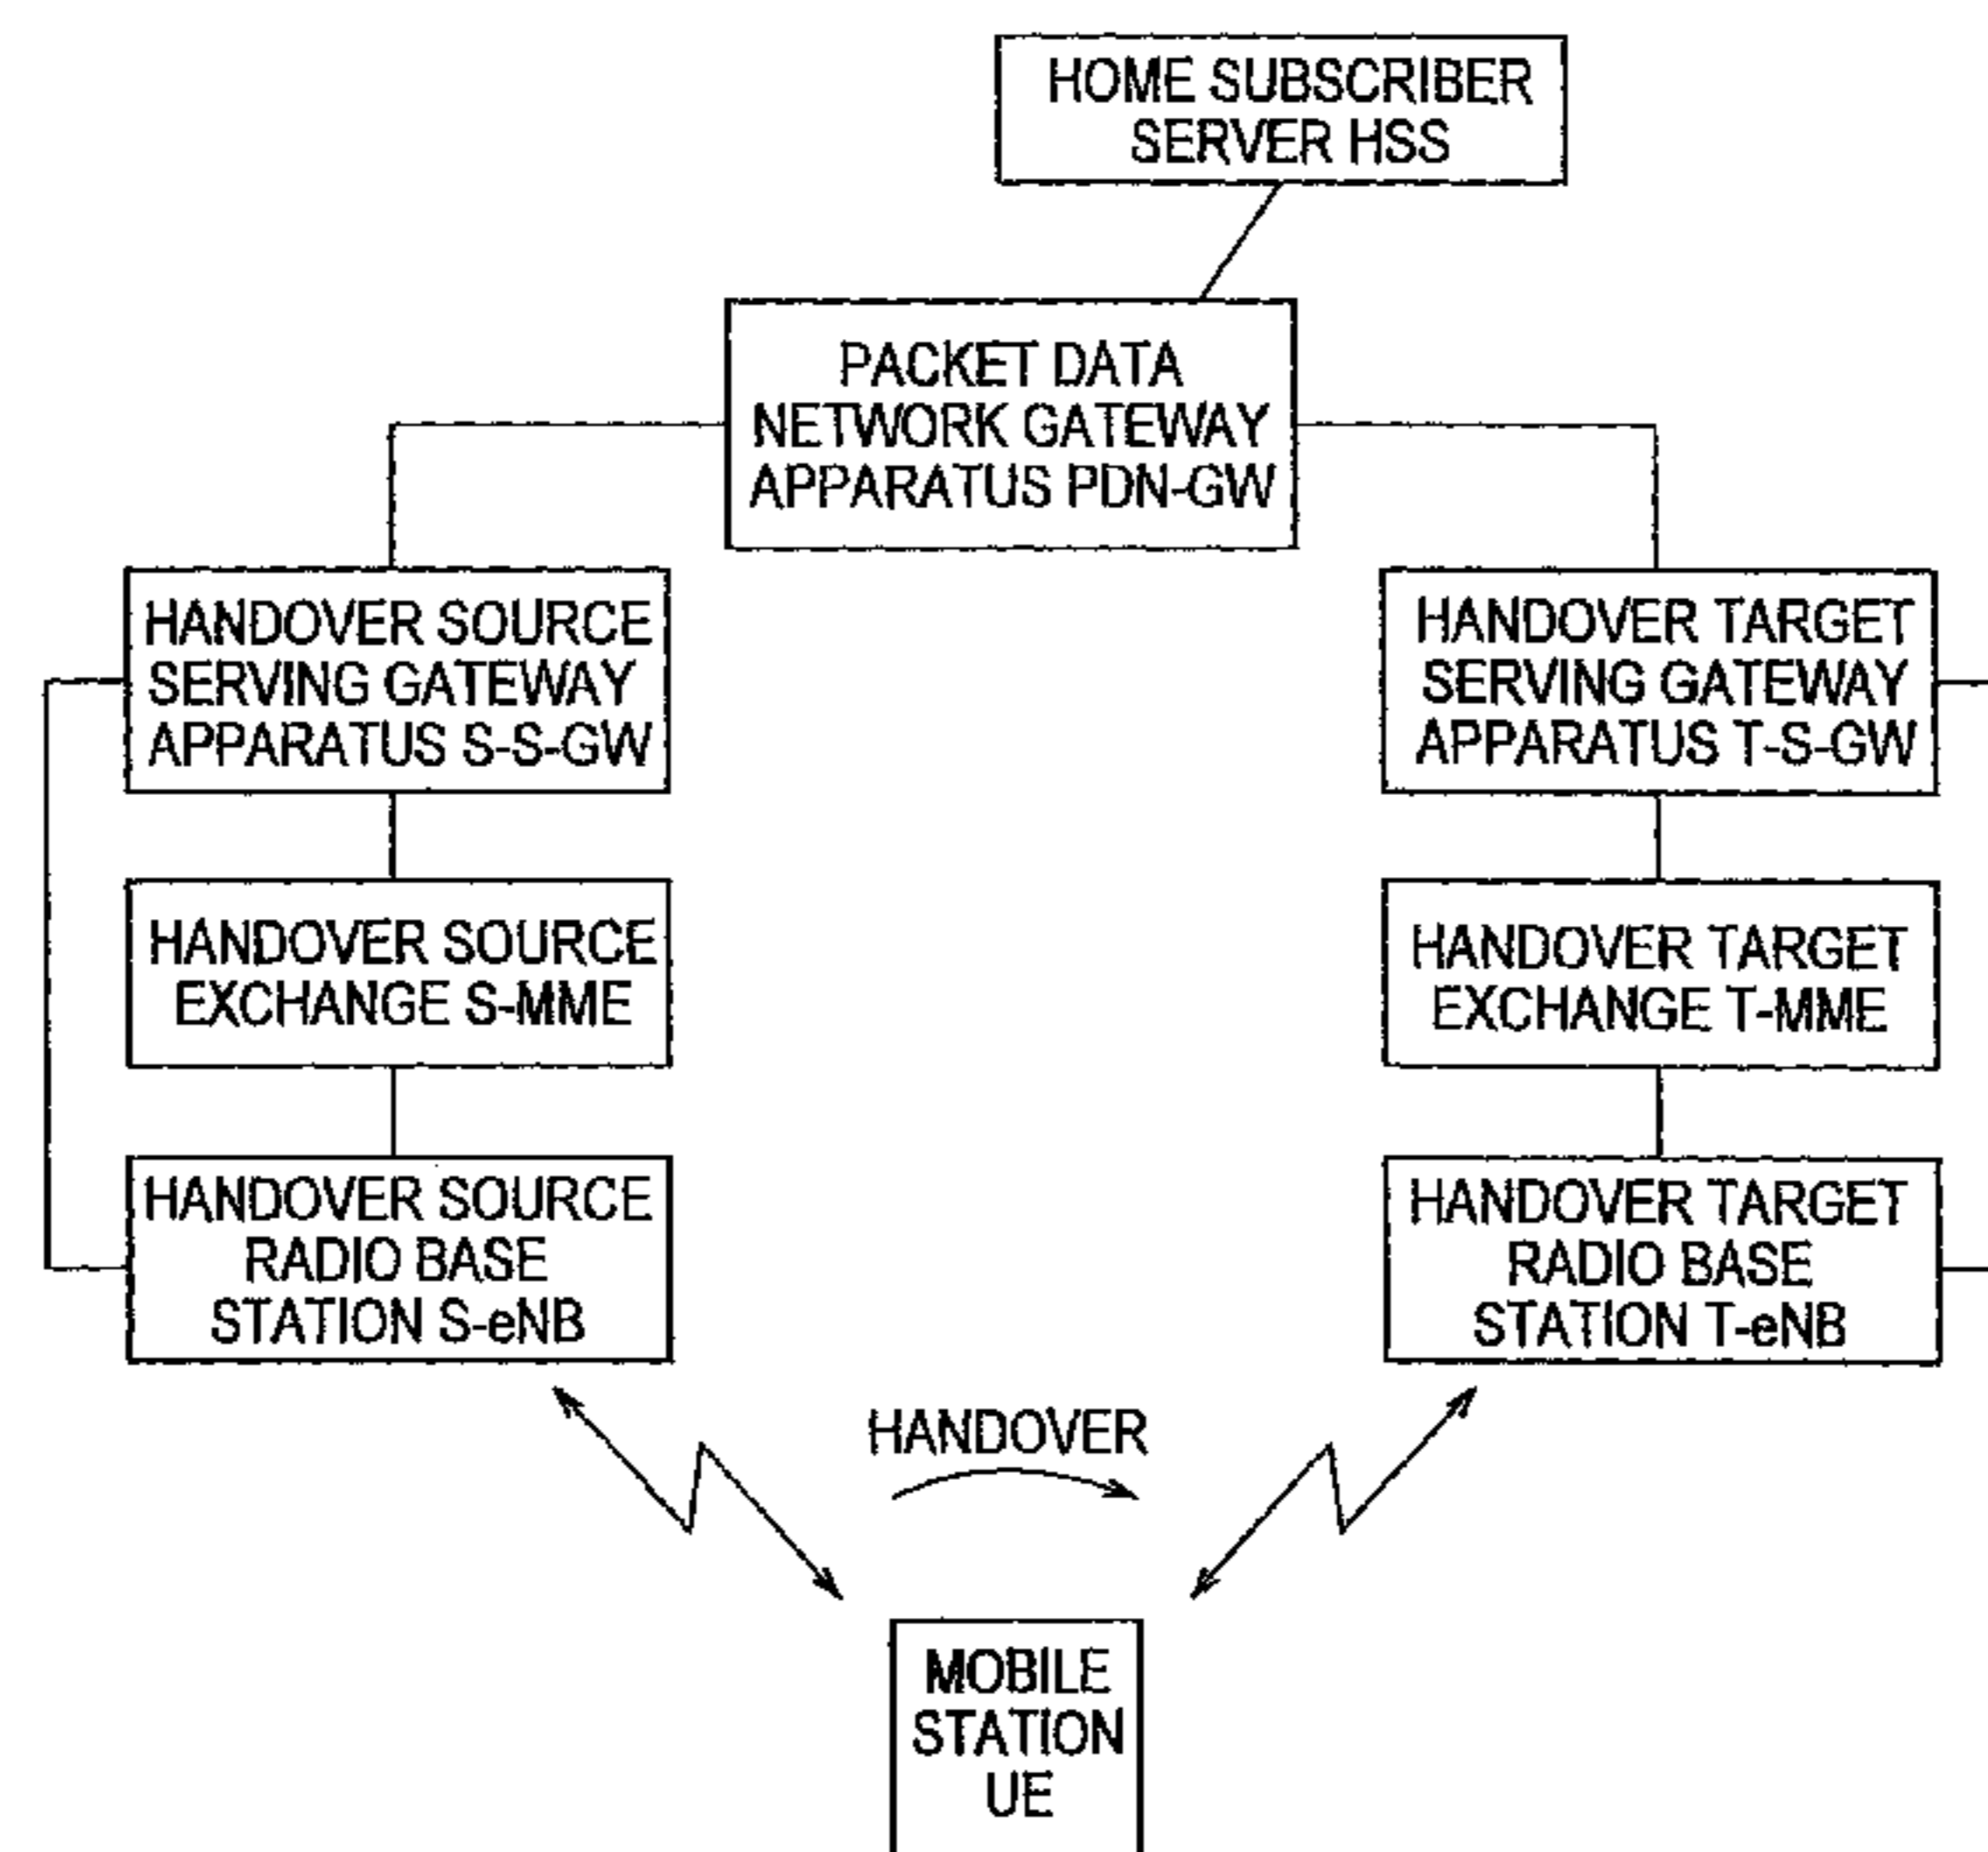 HOME SUBSCRIBER
SERVER HSS
PACKET DATA
NETWORK GATEWAY
APPARATUS PDN-GW
HANDOVER SOURCE
SERVING GATEWAY
APPARATUS S-S-GW
HANDOVER TARGET
SERVING GATEWAY
APPARATUS T-S-GW
HANDOVER SOURCE
EXCHANGE S-MME
HANDOVER TARGET
EXCHANGE T-MME
HANDOVER SOURCE
RADIO BASE
STATION S-eNB
HANDOVER TARGET
RADIO BASE
STATION T-eNB
HANDOVER
MOBILE
STATION
UE